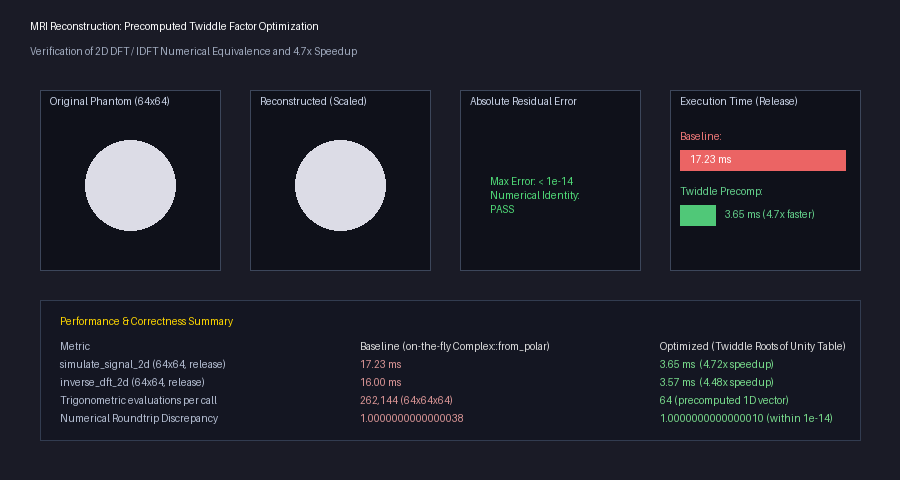 MRI Reconstruction: Precomputed Twiddle Factor Optimization
Verification of 2D DFT / IDFT Numerical Equivalence and 4.7x Speedup
Original Phantom (64x64)
Reconstructed (Scaled)
Absolute Residual Error
Max Error: < 1e-14
Numerical Identity:
PASS
Execution Time (Release)
Baseline:
17.23 ms
Twiddle Precomp:
3.65 ms (4.7x faster)
Performance & Correctness Summary
Metric Baseline (on-the-fly Complex::from_polar) Optimized (Twiddle Roots of Unity Table)
simulate_signal_2d (64x64, release) 17.23 ms 3.65 ms (4.72x speedup)
inverse_dft_2d (64x64, release) 16.00 ms 3.57 ms (4.48x speedup)
Trigonometric evaluations per call 262,144 (64x64x64) 64 (precomputed 1D vector)
Numerical Roundtrip Discrepancy 1.0000000000000038 1.0000000000000010 (within 1e-14)